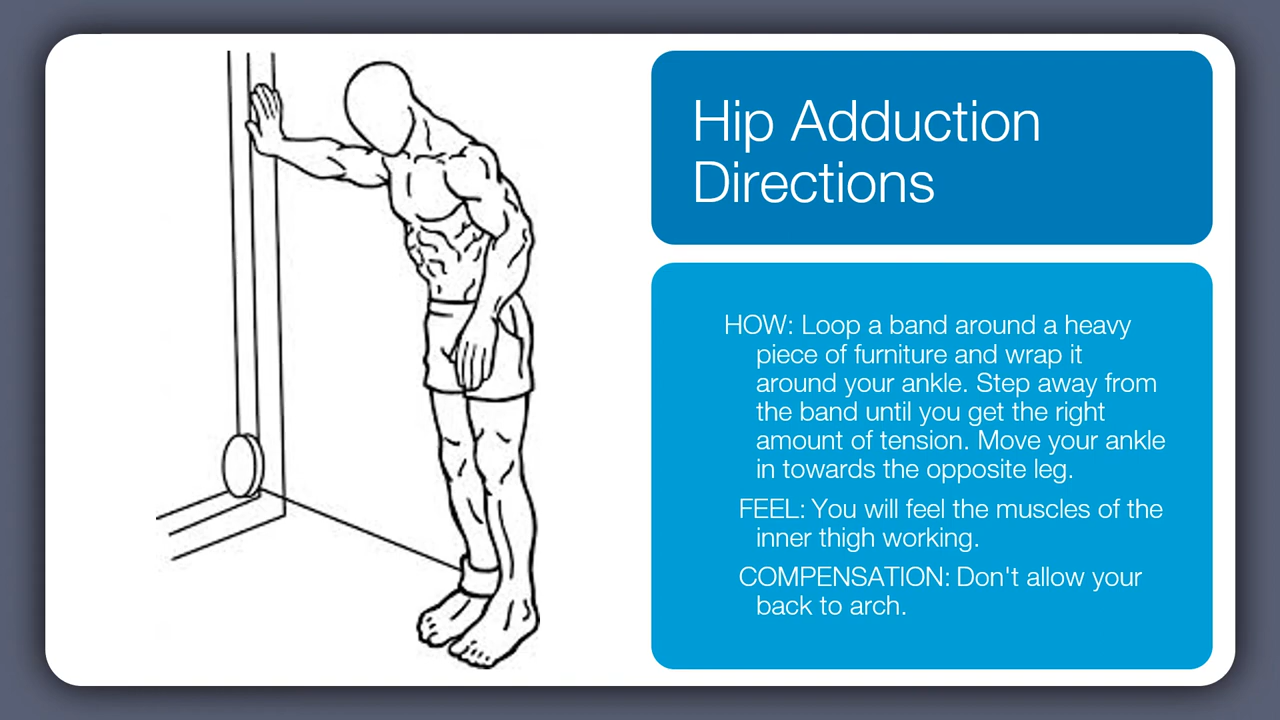 Hip Adduction
Directions
HOW: Loop a band around a heavy
piece of furniture and wrap it
around your ankle. Step away from
the band until you get the right
amount of tension. Move your ankle
in towards the opposite leg.
FEEL: You will feel the muscles of the
inner thigh working.
COMPENSATION: Don't allow your
back to arch.